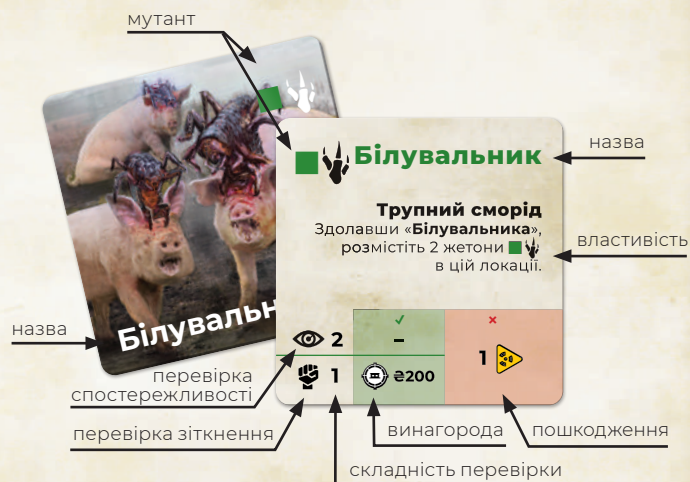 мутант
Білувальник
назва
Трупний сморід
Здолавши «Білувальника»,
розмістіть 2 жетони
в цій локації.
властивість
назва
Білувальн
2
–
1
₴200
1
перевірка
спостережливості
перевірка зіткнення
винагорода
пошкодження
складність перевірки